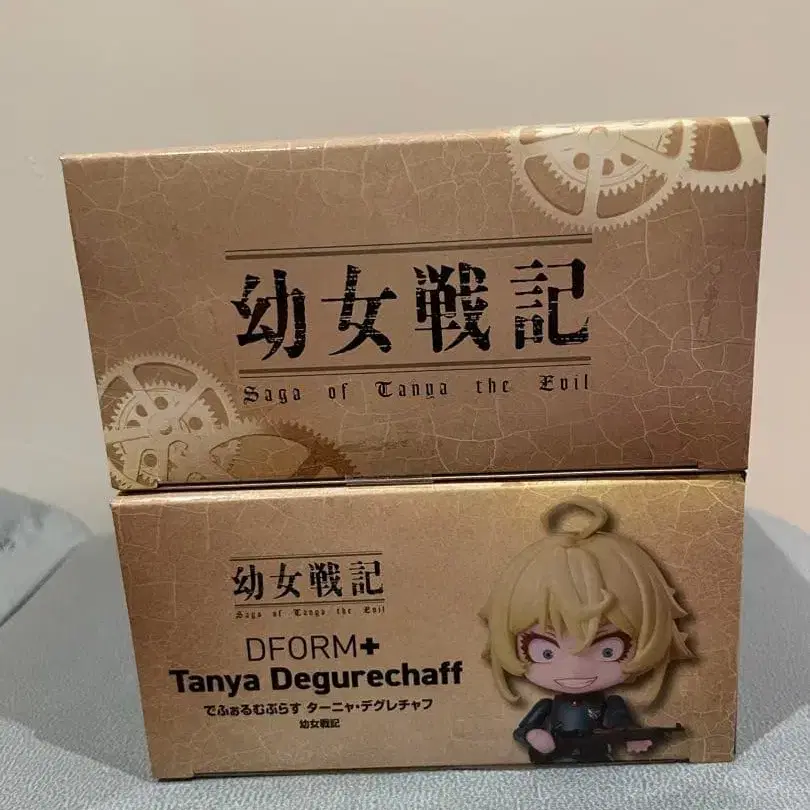 幼女戦記
Saga of Tanya the Evil
幼女戦記
Saga of Tanya the Evil
DFORM+
Tanya Degurechaff
でふぉるむぷらす ターニャ・デグレチャフ
幼女戦記